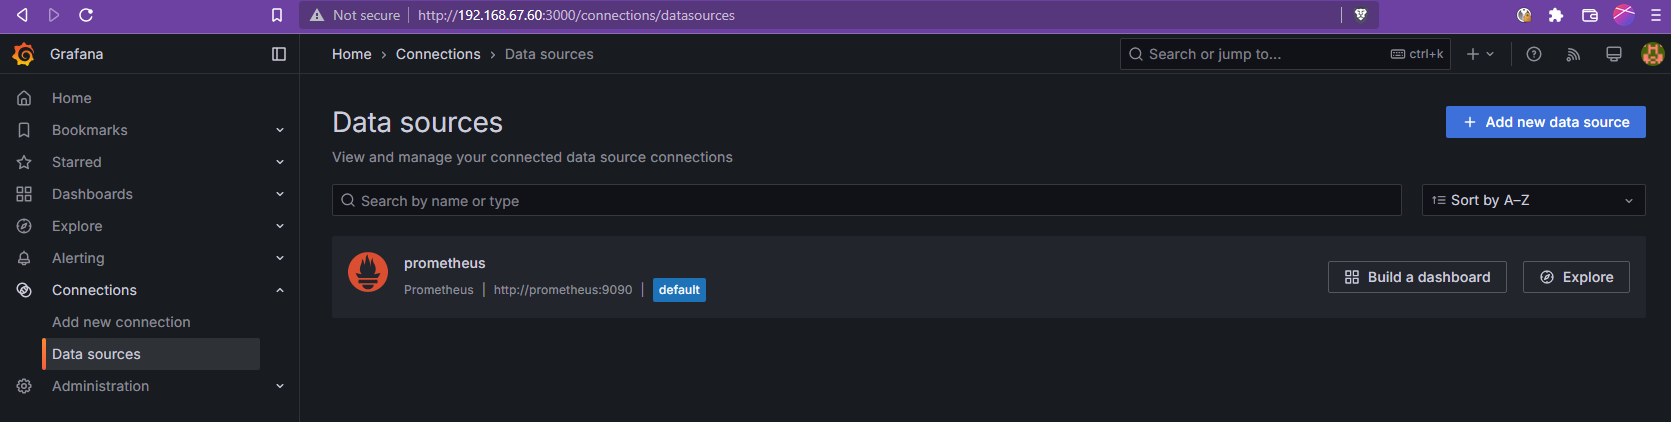 Not secure http://192.168.67.60:3000/connections/datasources
Grafana
Home › Connections › Data sources
Search or jump to... ctrl+k
Home
Bookmarks
Starred
Dashboards
Explore
Alerting
Connections
Add new connection
Data sources
Administration
Data sources
Add new data source
View and manage your connected data source connections
Search by name or type
Sort by A–Z
prometheus
Prometheus | http://prometheus:9090 | default
Build a dashboard
Explore